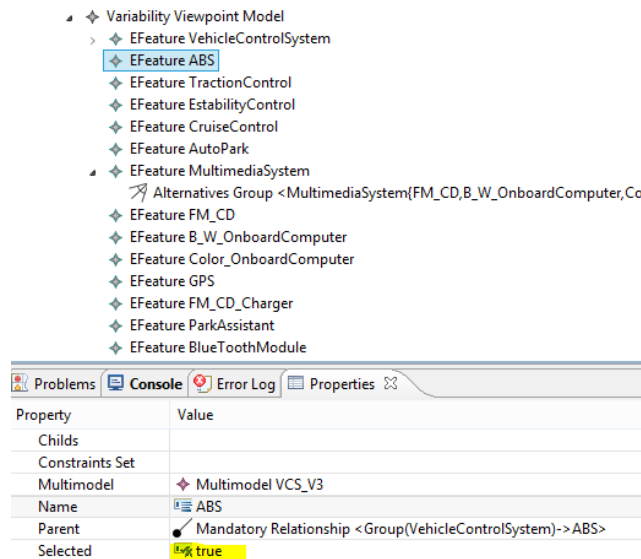 Variability Viewpoint Model
EFeature VehicleControlSystem
EFeature ABS
EFeature TractionControl
EFeature EstabilityControl
EFeature CruiseControl
EFeature AutoPark
EFeature MultimediaSystem
Alternatives Group <MultimediaSystem{FM_CD,B_W_OnboardComputer,Co
EFeature FM_CD
EFeature B_W_OnboardComputer
EFeature Color_OnboardComputer
EFeature GPS
EFeature FM_CD_Charger
EFeature ParkAssistant
EFeature BlueToothModule
Problems Console Error Log Properties
Property Value
Childs
Constraints Set
Multimodel Multimodel VCS_V3
Name ABS
Parent Mandatory Relationship <Group(VehicleControlSystem)->ABS>
Selected true